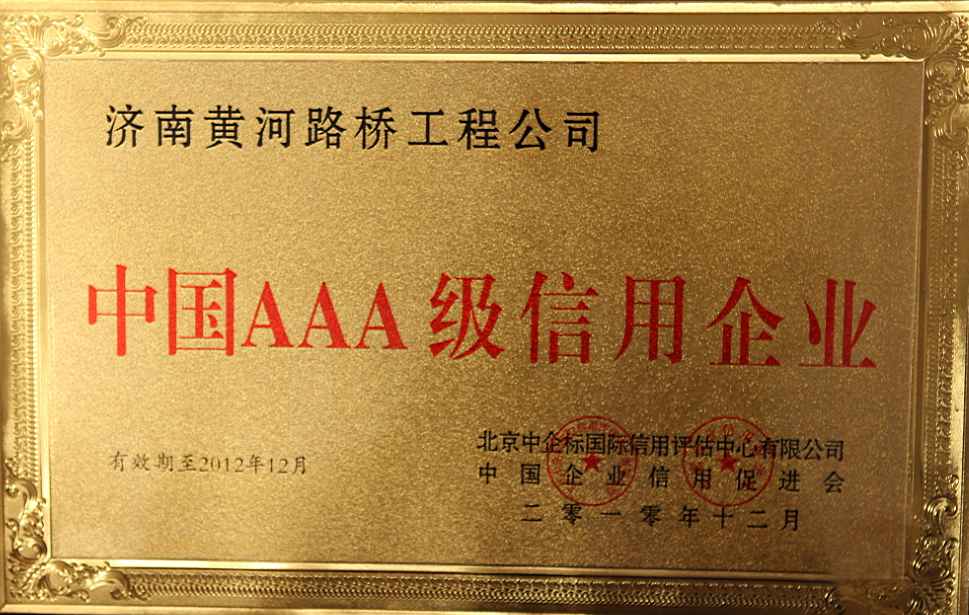 济南黄河路桥工程公司
中国AAA级信用企业
有效期至2012年12月
北京中企标国际信用评估中心有限公司
中国企业信用促进会
二零一零年十二月